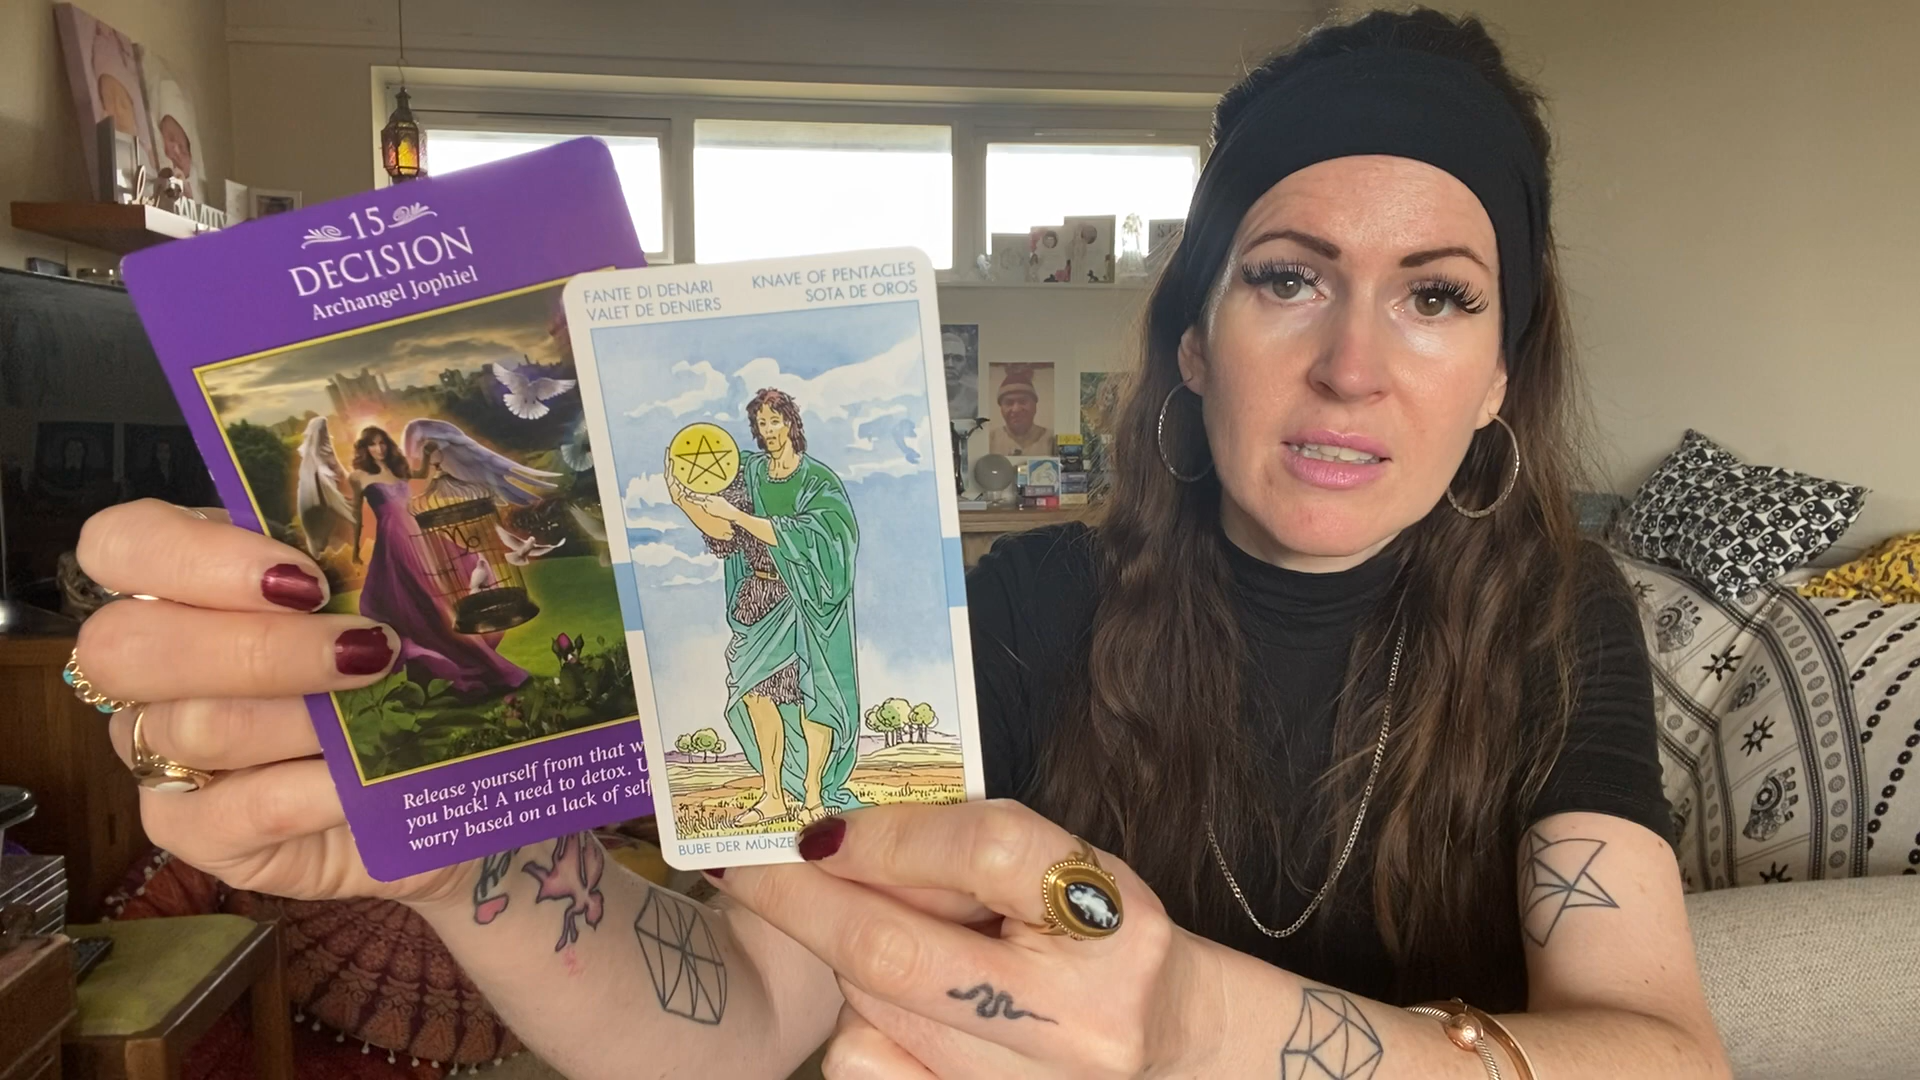 15
DECISION
Archangel Jophiel
Release yourself from that
you back! A need to detox.
worry based on a lack of self
FANTE DI DENARI
VALET DE DENIERS
KNAVE OF PENTACLES
SOTA DE OROS
BUBE DER MÜNZE